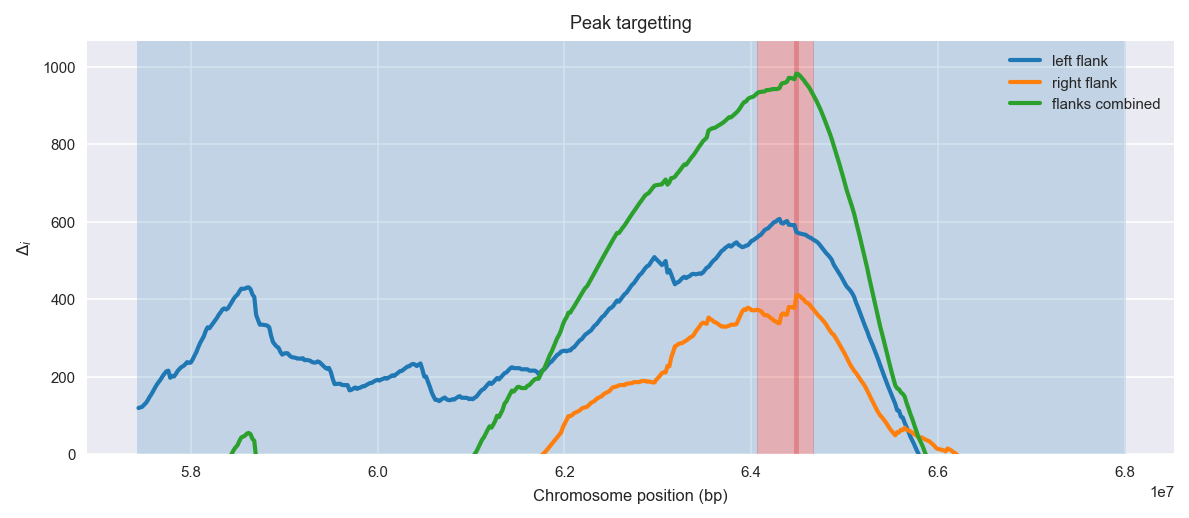 Peak targetting
1000
800
600
400
200
0
Δi
5.8
6.0
6.2
6.4
6.6
6.8
1e7
Chromosome position (bp)
left flank
right flank
flanks combined